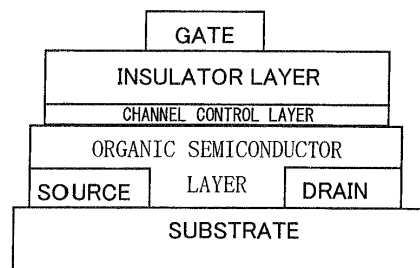 GATE
INSULATOR LAYER
CHANNEL CONTROL LAYER
ORGANIC SEMICONDUCTOR
SOURCE LAYER DRAIN
SUBSTRATE